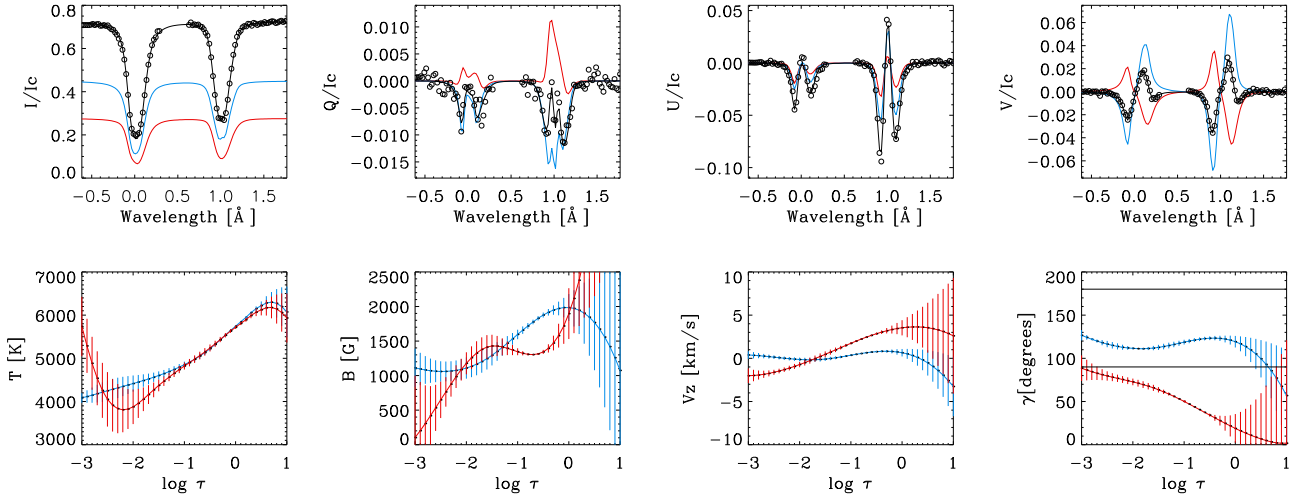 I/Ic
0.8
0.6
0.4
0.2
0.0
−0.5 0.0 0.5 1.0 1.5
Wavelength [Å]
Q/Ic
0.010
0.005
0.000
−0.005
−0.010
−0.015
−0.5 0.0 0.5 1.0 1.5
Wavelength [Å]
U/Ic
0.05
0.00
−0.05
−0.10
−0.5 0.0 0.5 1.0 1.5
Wavelength [Å]
V/Ic
0.06
0.04
0.02
0.00
−0.02
−0.04
−0.06
−0.5 0.0 0.5 1.0 1.5
Wavelength [Å]
T [K]
7000
6000
5000
4000
3000
−3 −2 −1 0 1
log τ
B [G]
2500
2000
1500
1000
500
0
−3 −2 −1 0 1
log τ
Vz [km/s]
10
5
0
−5
−10
−3 −2 −1 0 1
log τ
γ[degrees]
200
150
100
50
0
−3 −2 −1 0 1
log τ